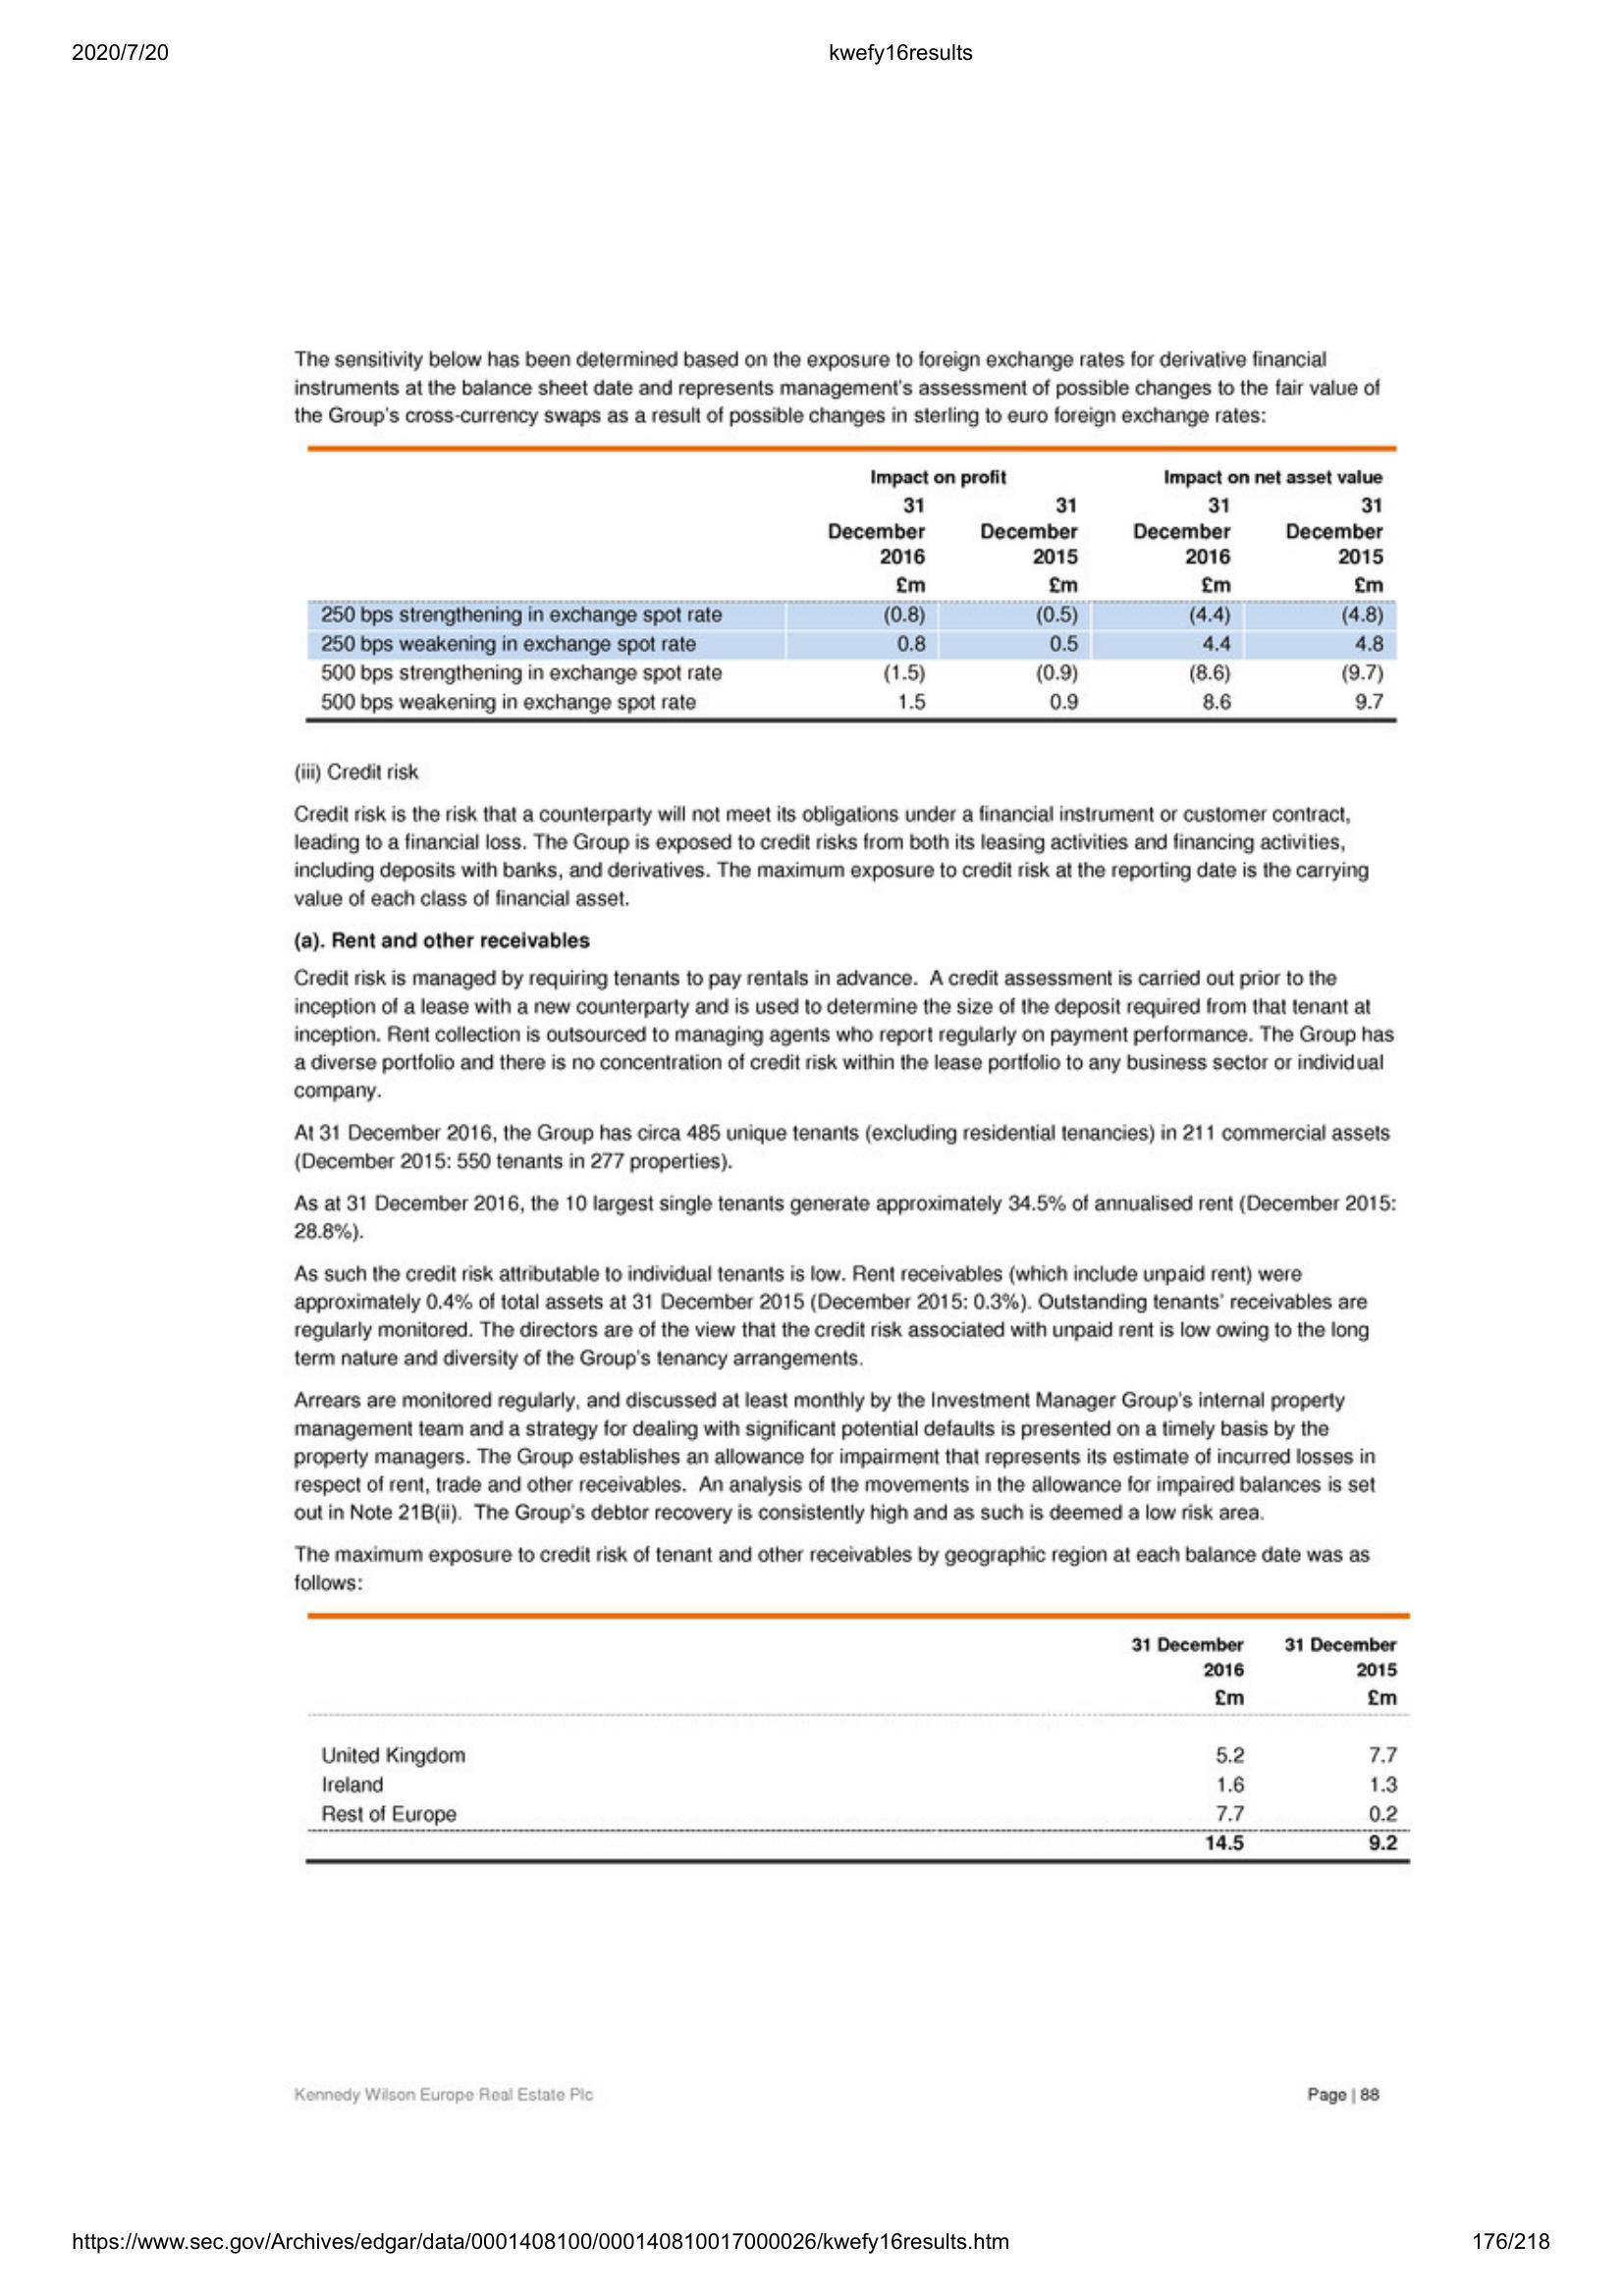 2020/7/20 kwefy16results
The sensitivity below has been determined based on the exposure to foreign exchange rates for derivative financial
instruments at the balance sheet date and represents management's assessment of possible changes to the fair value of
the Group's cross-currency swaps as a result of possible changes in sterling to euro foreign exchange rates:
Impact on profit Impact on net asset value
31 31 31 31
December December December December
2016 2015 2016 2015
£m £m £m £m
250 bps strengthening in exchange spot rate (0.8) (0.5) (4.4) (4.8)
250 bps weakening in exchange spot rate 0.8 0.5 4.4 4.8
500 bps strengthening in exchange spot rate (1.5) (0.9) (8.6) (9.7)
500 bps weakening in exchange spot rate 1.5 0.9 8.6 9.7
(iii) Credit risk
Credit risk is the risk that a counterparty will not meet its obligations under a financial instrument or customer contract,
leading to a financial loss. The Group is exposed to credit risks from both its leasing activities and financing activities,
including deposits with banks, and derivatives. The maximum exposure to credit risk at the reporting date is the carrying
value of each class of financial asset.
(a). Rent and other receivables
Credit risk is managed by requiring tenants to pay rentals in advance. A credit assessment is carried out prior to the
inception of a lease with a new counterparty and is used to determine the size of the deposit required from that tenant at
inception. Rent collection is outsourced to managing agents who report regularly on payment performance. The Group has
a diverse portfolio and there is no concentration of credit risk within the lease portfolio to any business sector or individual
company.
At 31 December 2016, the Group has circa 485 unique tenants (excluding residential tenancies) in 211 commercial assets
(December 2015: 550 tenants in 277 properties).
As at 31 December 2016, the 10 largest single tenants generate approximately 34.5% of annualised rent (December 2015:
28.8%).
As such the credit risk attributable to individual tenants is low. Rent receivables (which include unpaid rent) were
approximately 0.4% of total assets at 31 December 2015 (December 2015: 0.3%). Outstanding tenants' receivables are
regularly monitored. The directors are of the view that the credit risk associated with unpaid rent is low owing to the long
term nature and diversity of the Group's tenancy arrangements.
Arrears are monitored regularly, and discussed at least monthly by the Investment Manager Group's internal property
management team and a strategy for dealing with significant potential defaults is presented on a timely basis by the
property managers. The Group establishes an allowance for impairment that represents its estimate of incurred losses in
respect of rent, trade and other receivables. An analysis of the movements in the allowance for impaired balances is set
out in Note 21B(ii). The Group's debtor recovery is consistently high and as such is deemed a low risk area.
The maximum exposure to credit risk of tenant and other receivables by geographic region at each balance date was as
follows:
31 December 31 December
2016 2015
£m £m
United Kingdom 5.2 7.7
Ireland 1.6 1.3
Rest of Europe 7.7 0.2
14.5 9.2
Kennedy Wilson Europe Real Estate Plc Page | 88
https://www.sec.gov/Archives/edgar/data/0001408100/000140810017000026/kwefy16results.htm 176/218